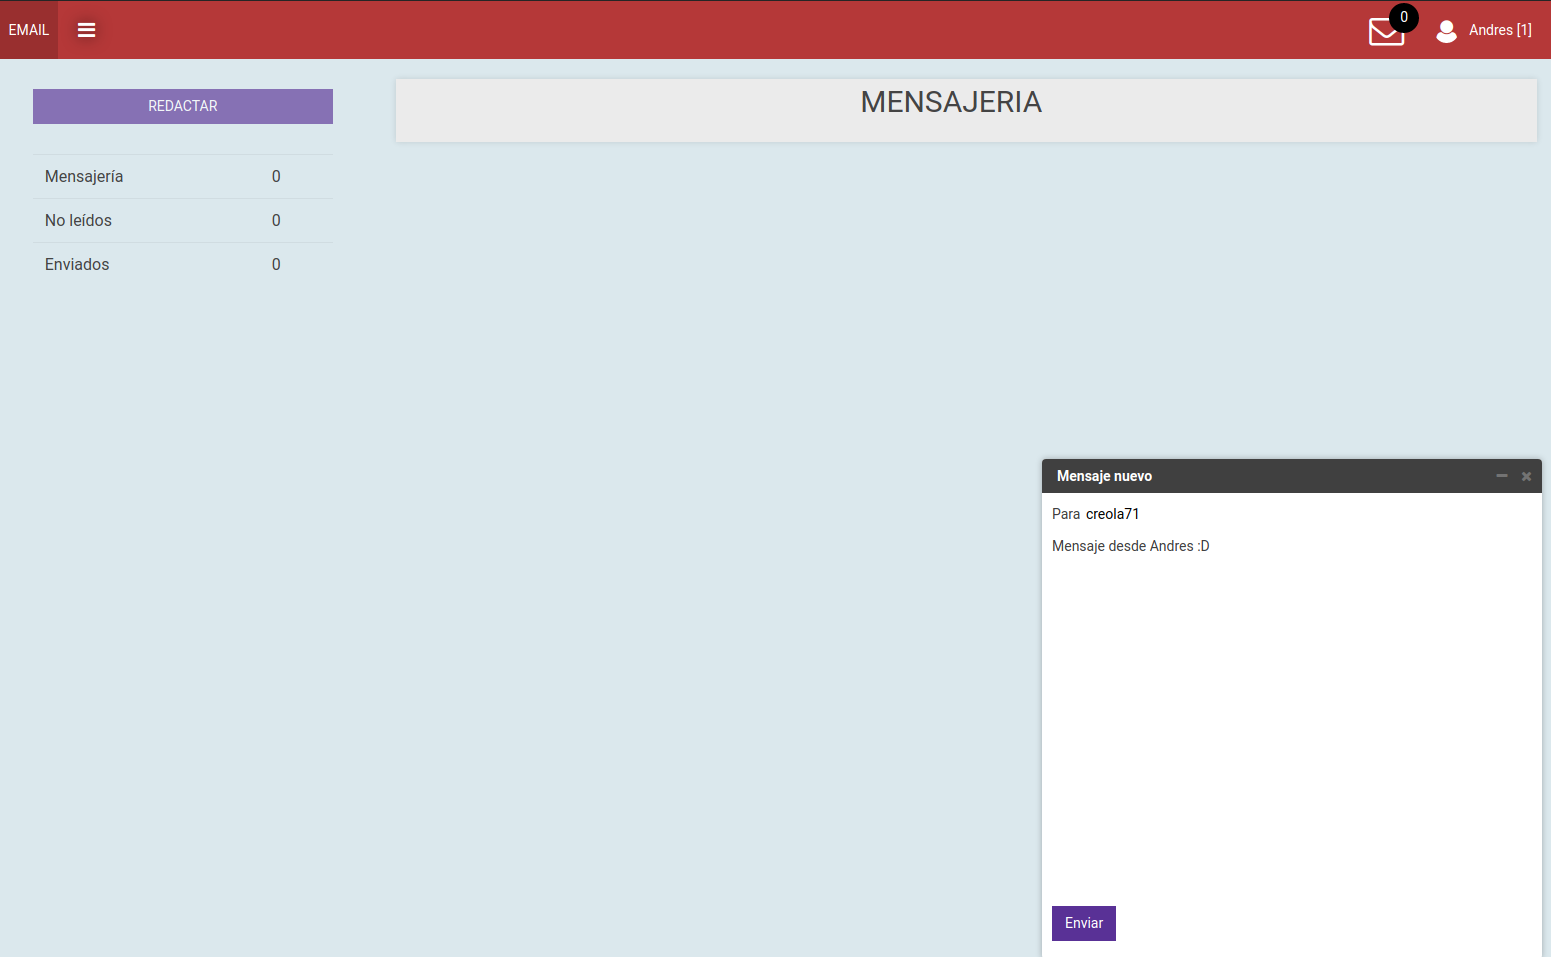 EMAIL
0
Andres [1]
REDACTAR
MENSAJERIA
Mensajería 0
No leídos 0
Enviados 0
Mensaje nuevo
Para creola71
Mensaje desde Andres :D
Enviar